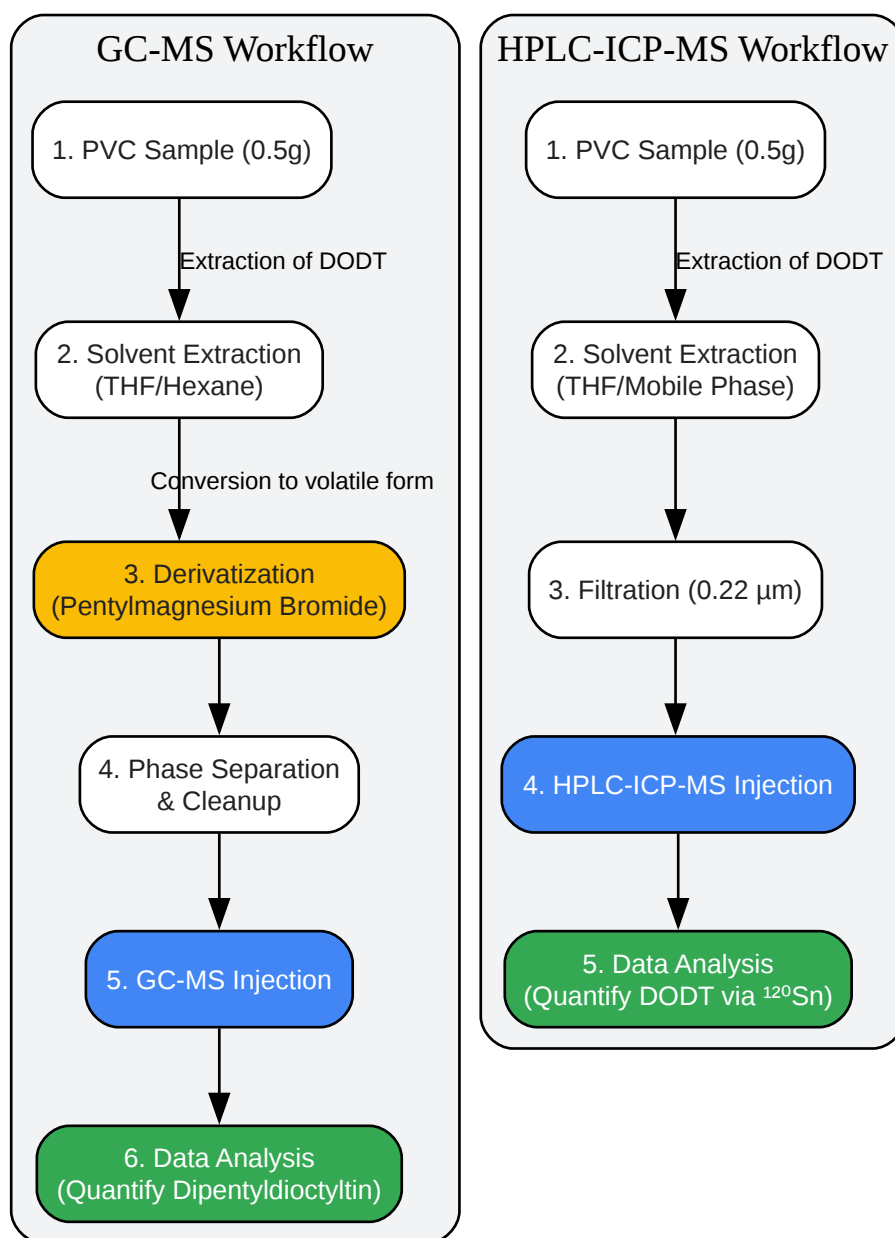 GC-MS Workflow
1. PVC Sample (0.5g)
Extraction of DODT
2. Solvent Extraction
(THF/Hexane)
Conversion to volatile form
3. Derivatization
(Pentylmagnesium Bromide)
4. Phase Separation
& Cleanup
5. GC-MS Injection
6. Data Analysis
(Quantify Dipentyldioctyltin)
HPLC-ICP-MS Workflow
1. PVC Sample (0.5g)
Extraction of DODT
2. Solvent Extraction
(THF/Mobile Phase)
3. Filtration (0.22 µm)
4. HPLC-ICP-MS Injection
5. Data Analysis
(Quantify DODT via ¹²⁰Sn)